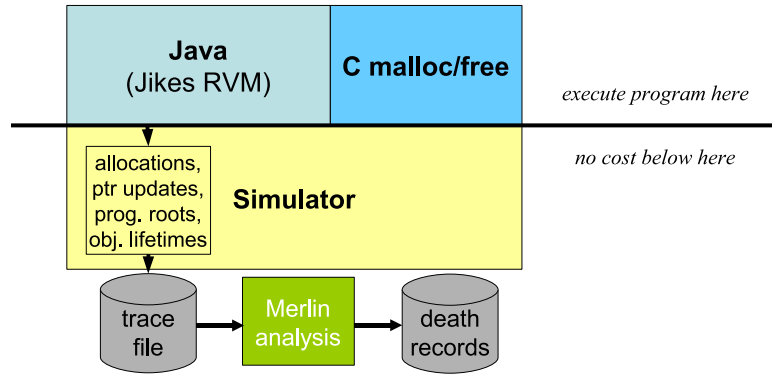 Java
(Jikes RVM)
C malloc/free
execute program here
no cost below here
allocations,
ptr updates,
prog. roots,
obj. lifetimes
Simulator
trace
file
Merlin
analysis
death
records